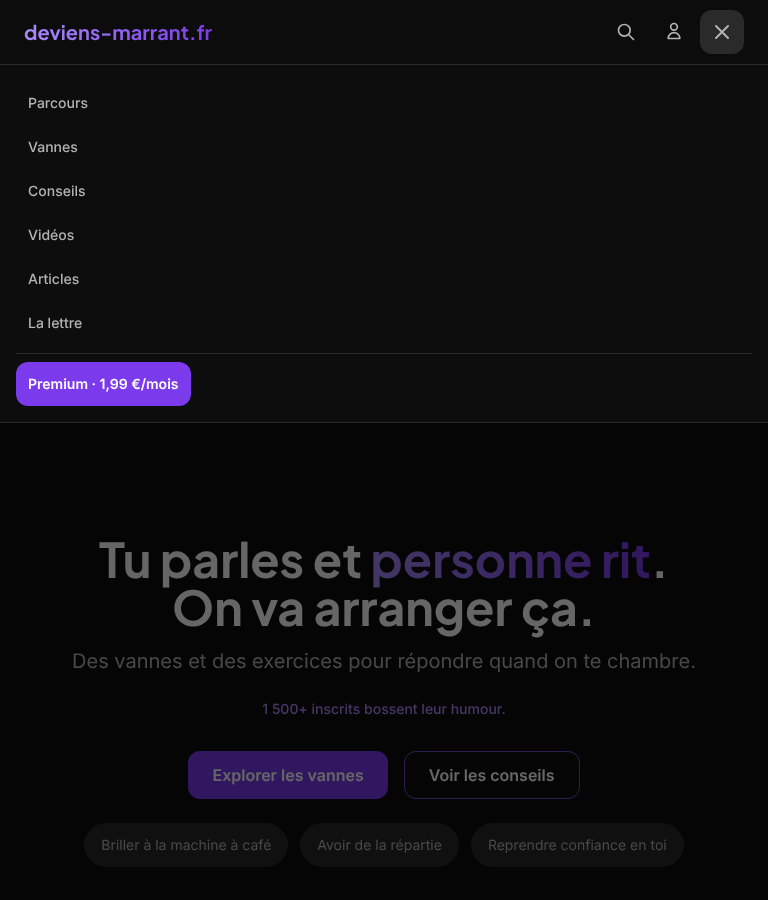 deviens-marrant.fr
Parcours
Vannes
Conseils
Vidéos
Articles
La lettre
Premium · 1,99 €/mois
Tu parles et personne rit.
On va arranger ça.
Des vannes et des exercices pour répondre quand on te chambre.
1 500+ inscrits bossent leur humour.
Explorer les vannes
Voir les conseils
Briller à la machine à café
Avoir de la répartie
Reprendre confiance en toi